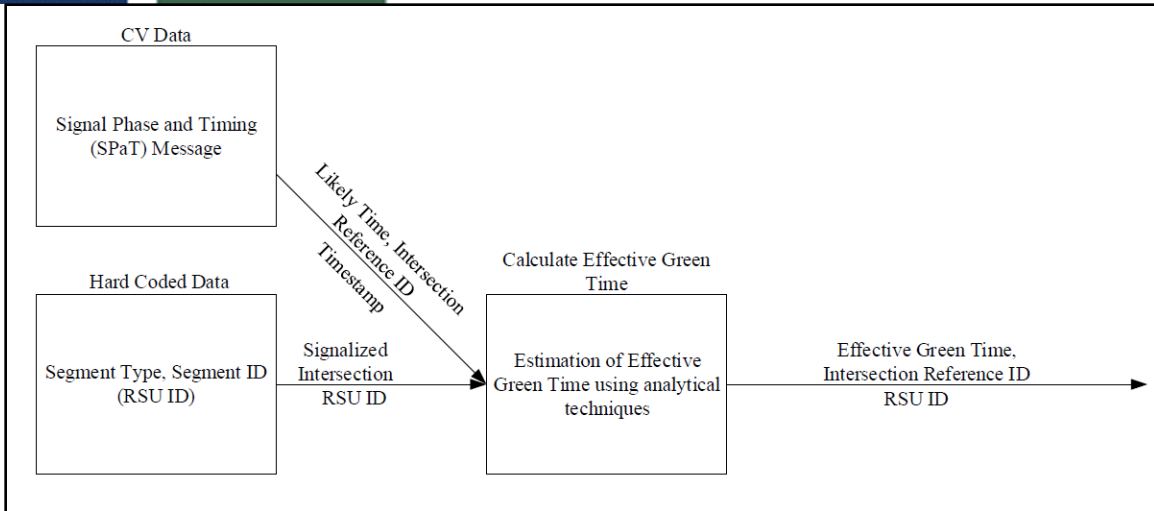 CV Data
Signal Phase and Timing
(SPaT) Message
Likely Time, Intersection
Reference ID
Timestamp
Hard Coded Data
Segment Type, Segment ID
(RSU ID)
Signalized
Intersection
RSU ID
Calculate Effective Green
Time
Estimation of Effective
Green Time using analytical
techniques
Effective Green Time,
Intersection Reference ID
RSU ID